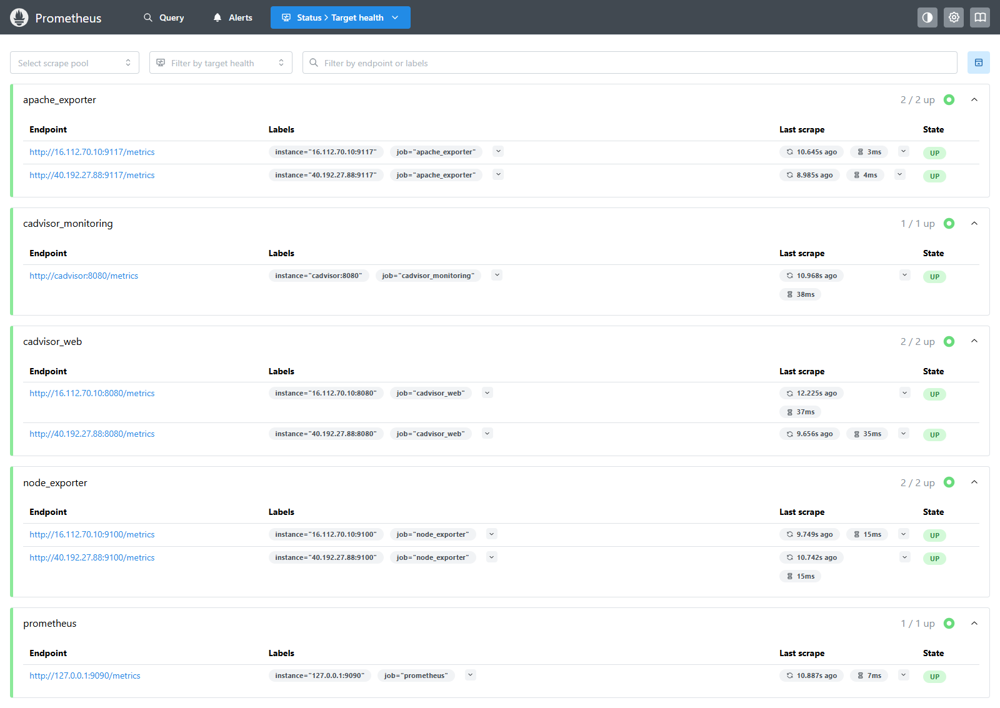 Prometheus Query Alerts Status > Target health
Select scrape pool Filter by target health Filter by endpoint or labels
apache_exporter 2 / 2 up
Endpoint Labels Last scrape State
http://16.112.70.10:9117/metrics instance="16.112.70.10:9117" job="apache_exporter" 10.645s ago 3ms UP
http://40.192.27.88:9117/metrics instance="40.192.27.88:9117" job="apache_exporter" 8.985s ago 4ms UP
cadvisor_monitoring 1 / 1 up
Endpoint Labels Last scrape State
http://cadvisor:8080/metrics instance="cadvisor:8080" job="cadvisor_monitoring" 10.968s ago UP
38ms
cadvisor_web 2 / 2 up
Endpoint Labels Last scrape State
http://16.112.70.10:8080/metrics instance="16.112.70.10:8080" job="cadvisor_web" 12.225s ago UP
37ms
http://40.192.27.88:8080/metrics instance="40.192.27.88:8080" job="cadvisor_web" 9.656s ago 35ms UP
node_exporter 2 / 2 up
Endpoint Labels Last scrape State
http://16.112.70.10:9100/metrics instance="16.112.70.10:9100" job="node_exporter" 9.749s ago 15ms UP
http://40.192.27.88:9100/metrics instance="40.192.27.88:9100" job="node_exporter" 10.742s ago UP
15ms
prometheus 1 / 1 up
Endpoint Labels Last scrape State
http://127.0.0.1:9090/metrics instance="127.0.0.1:9090" job="prometheus" 10.887s ago 7ms UP